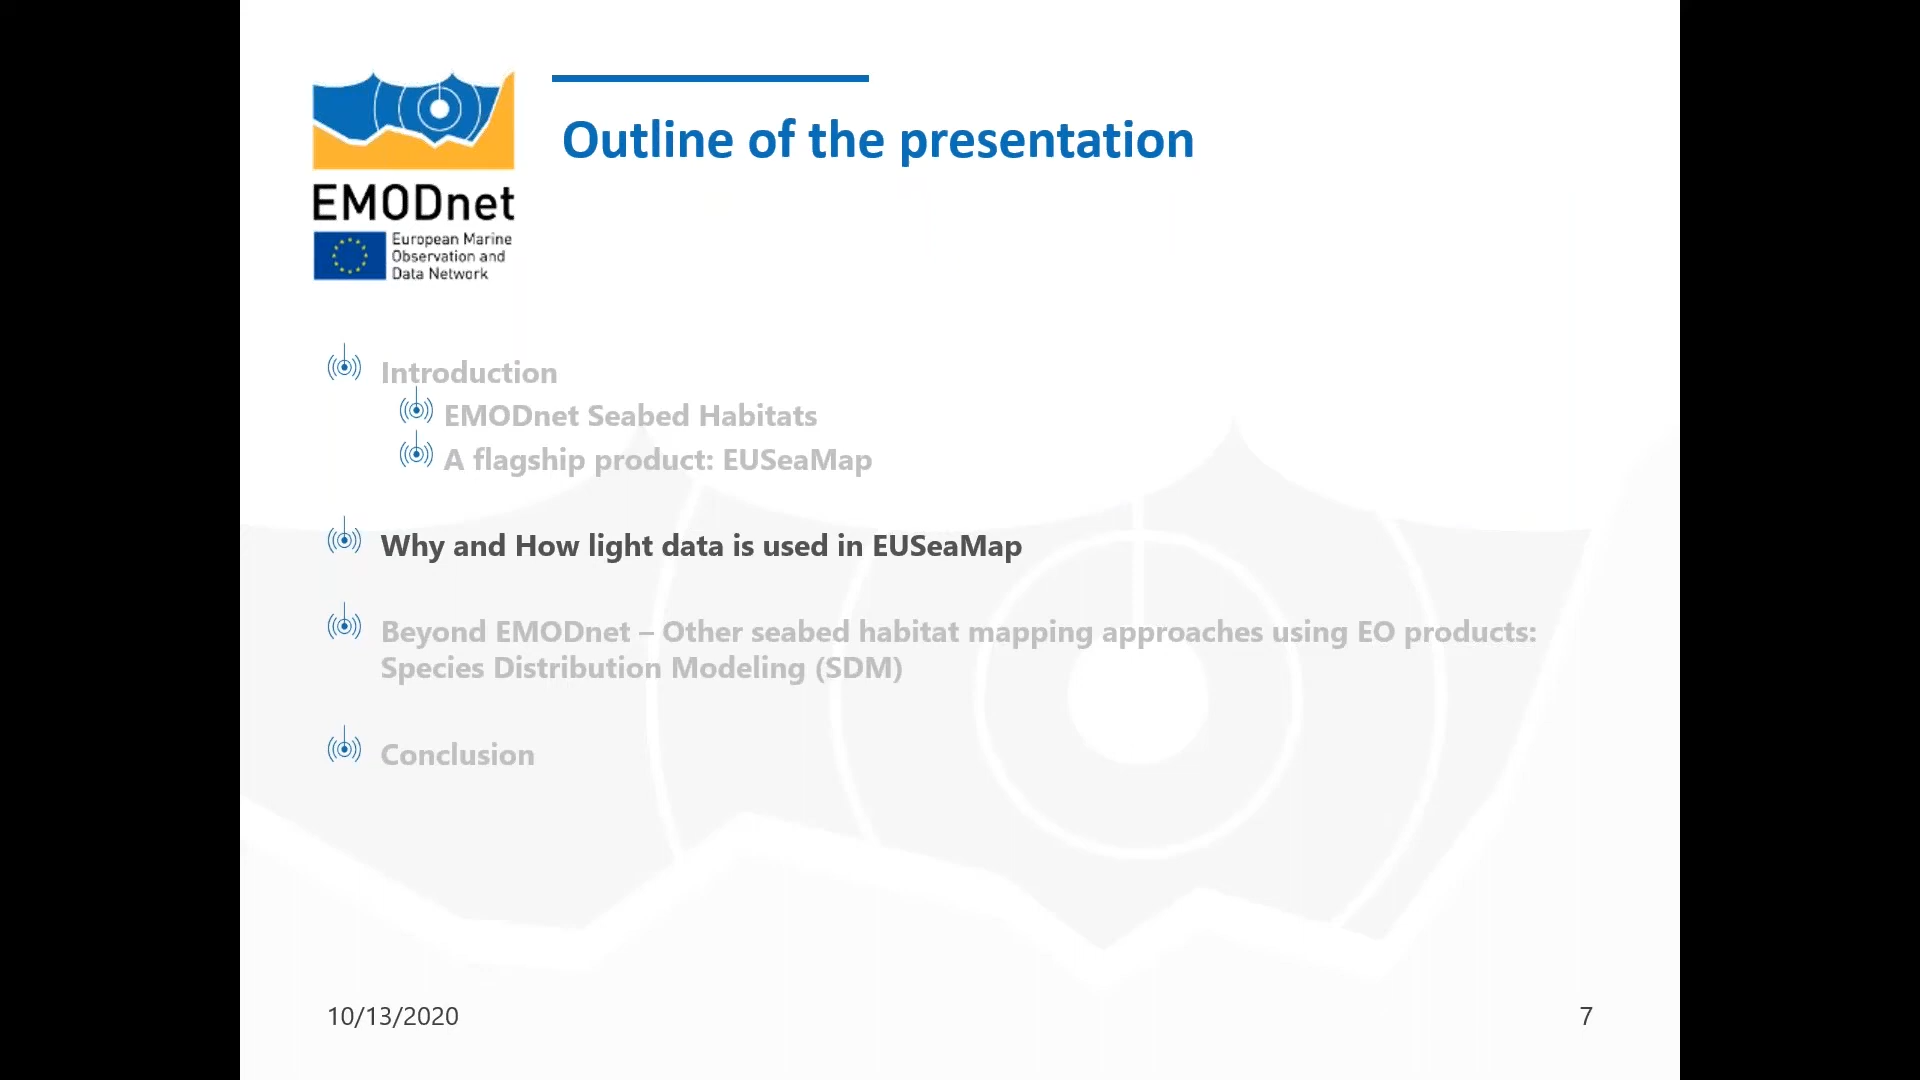 Outline of the presentation
EMODnet
European Marine
Observation and
Data Network
Introduction
EMODnet Seabed Habitats
A flagship product: EUSeaMap
Why and How light data is used in EUSeaMap
Beyond EMODnet – Other seabed habitat mapping approaches using EO products:
Species Distribution Modeling (SDM)
Conclusion
10/13/2020
7